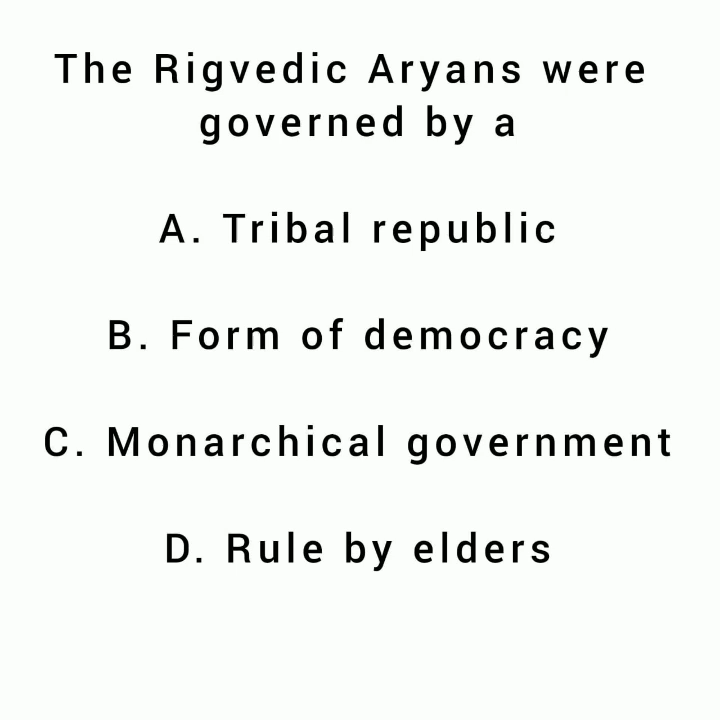 The Rigvedic Aryans were
governed by a
A. Tribal republic
B. Form of democracy
C. Monarchical government
D. Rule by elders